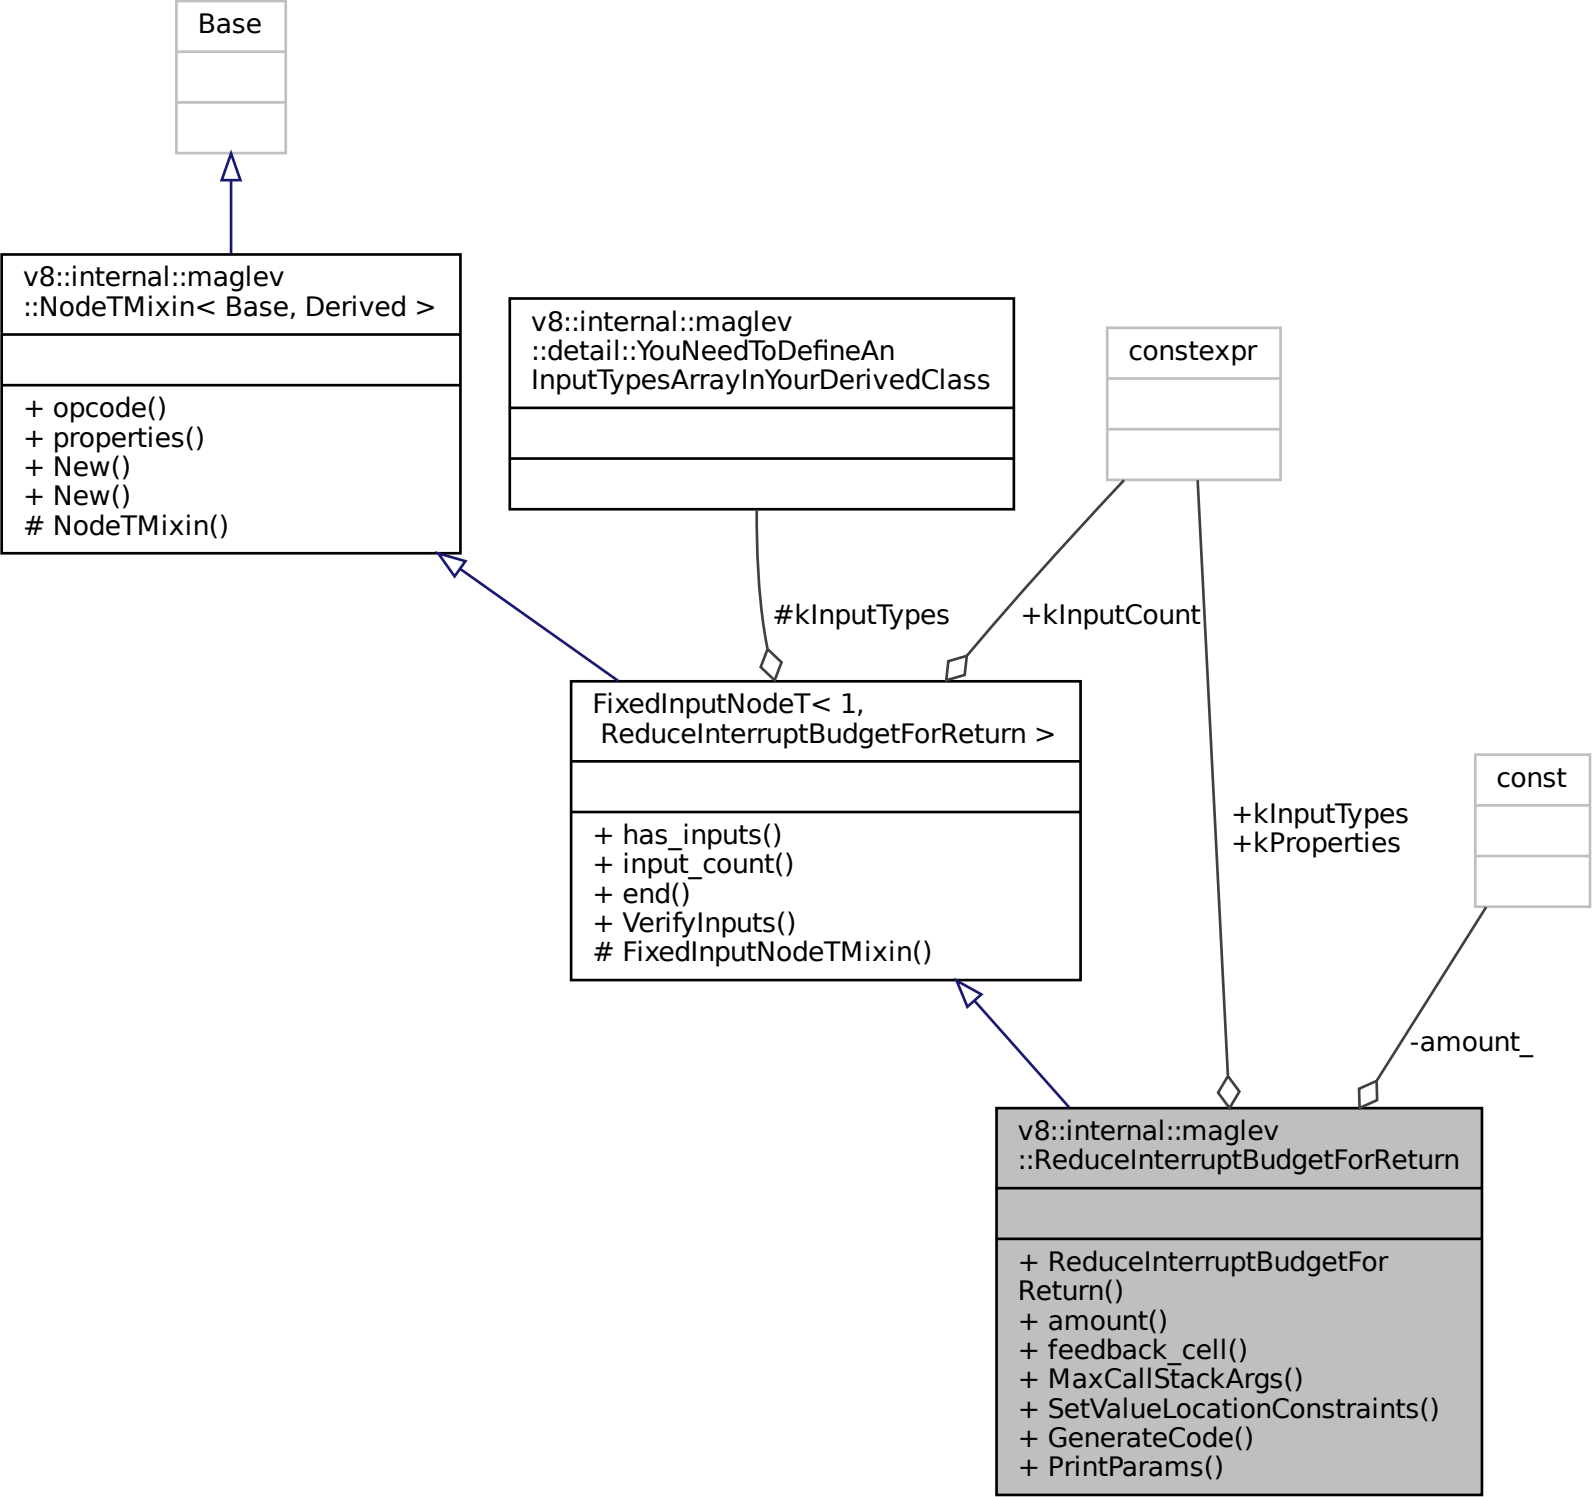 Base
v8::internal::maglev
::NodeTMixin< Base, Derived >
+ opcode()
+ properties()
+ New()
+ New()
# NodeTMixin()
v8::internal::maglev
::detail::YouNeedToDefineAn
InputTypesArrayInYourDerivedClass
constexpr
#kInputTypes
+kInputCount
FixedInputNodeT< 1,
ReduceInterruptBudgetForReturn >
+ has_inputs()
+ input_count()
+ end()
+ VerifyInputs()
# FixedInputNodeTMixin()
+kInputTypes
+kProperties
const
-amount_
v8::internal::maglev
::ReduceInterruptBudgetForReturn
+ ReduceInterruptBudgetFor
Return()
+ amount()
+ feedback_cell()
+ MaxCallStackArgs()
+ SetValueLocationConstraints()
+ GenerateCode()
+ PrintParams()